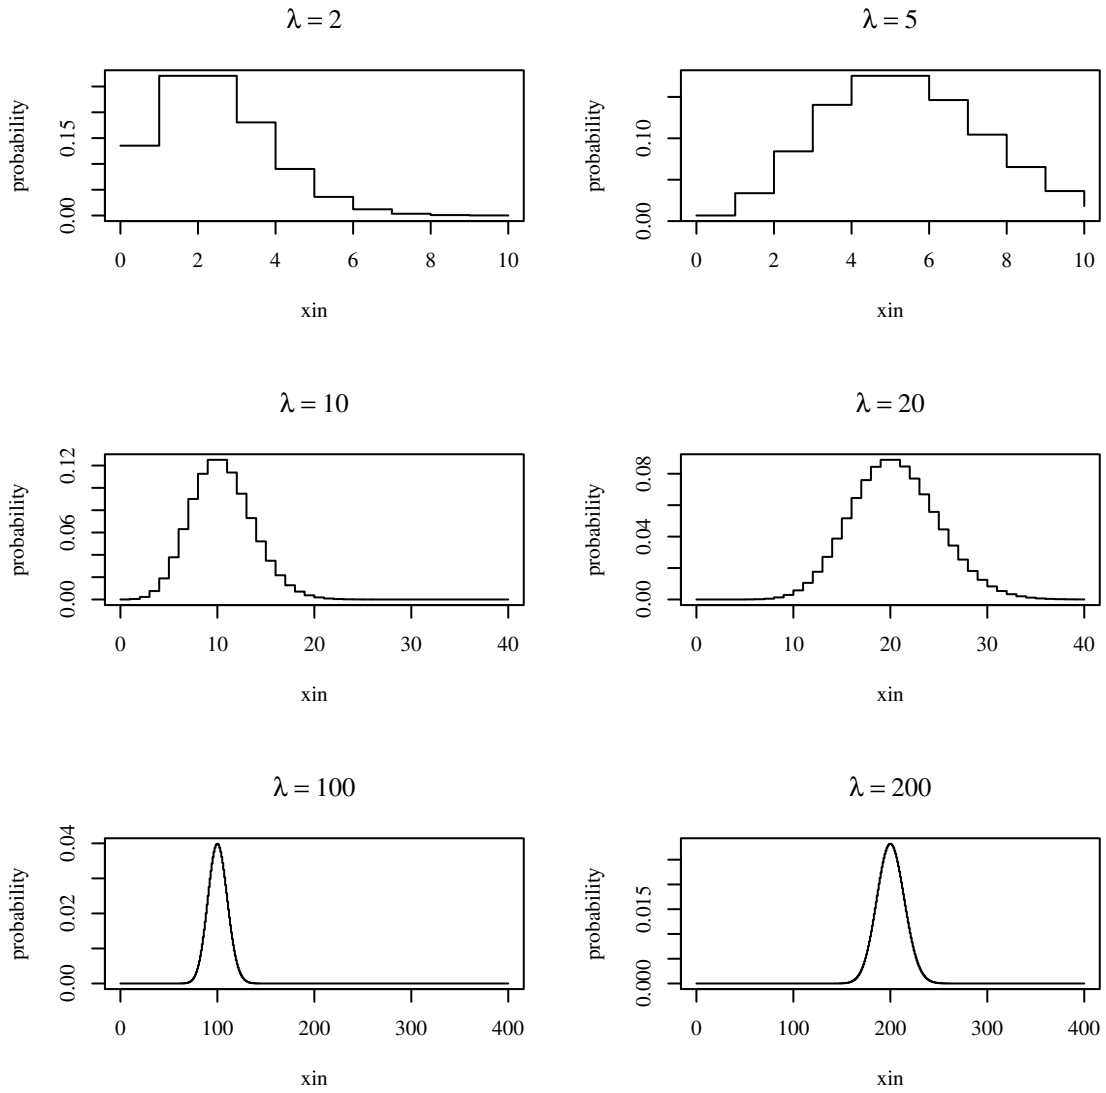 λ = 2
probability
0.00
0.15
0 2 4 6 8 10
xin
λ = 5
probability
0.00
0.10
0 2 4 6 8 10
xin
λ = 10
probability
0.00
0.06
0.12
0 10 20 30 40
xin
λ = 20
probability
0.00
0.04
0.08
0 10 20 30 40
xin
λ = 100
probability
0.00
0.02
0.04
0 100 200 300 400
xin
λ = 200
probability
0.000
0.015
0 100 200 300 400
xin